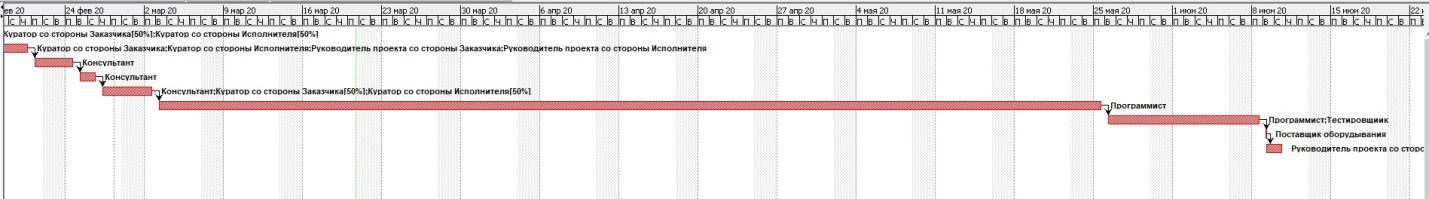 ев 20 24 фев 20 2 мар 20 9 мар 20 16 мар 20 23 мар 20 30 мар 20 6 апр 20 13 апр 20 20 апр 20 27 апр 20 4 мая 20 11 мая 20 18 мая 20 25 мая 20 1 июн 20 8 июн 20 15 июн 20 22 и
Куратор со стороны Заказчика[50%];Куратор со стороны Исполнителя[50%]
Куратор со стороны Заказчика;Куратор со стороны Исполнителя;Руководитель проекта со стороны Заказчика;Руководитель проекта со стороны Исполнителя
Консультант
Консультант
Консультант;Куратор со стороны Заказчика[50%];Куратор со стороны Исполнителя[50%]
Программист
Программист;Тестировщиик
Поставщик оборудывания
Руководитель проекта со сторо